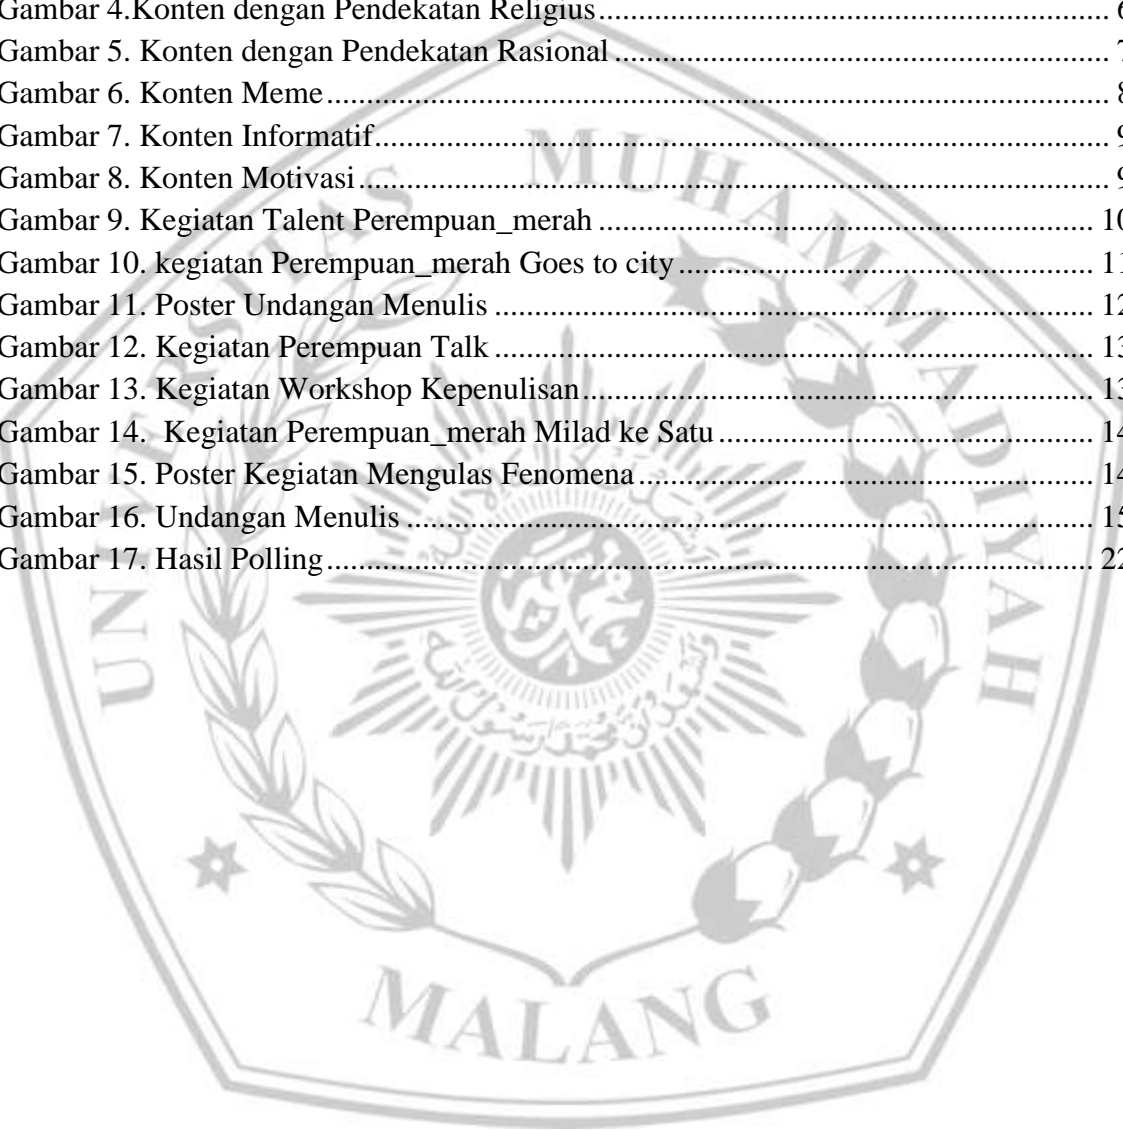 Gambar 4.Konten dengan Pendekatan Religius 6
Gambar 5. Konten dengan Pendekatan Rasional 7
Gambar 6. Konten Meme 8
Gambar 7. Konten Informatif 9
Gambar 8. Konten Motivasi 9
Gambar 9. Kegiatan Talent Perempuan_merah 10
Gambar 10. kegiatan Perempuan_merah Goes to city 11
Gambar 11. Poster Undangan Menulis 12
Gambar 12. Kegiatan Perempuan Talk 13
Gambar 13. Kegiatan Workshop Kepenulisan 13
Gambar 14.  Kegiatan Perempuan_merah Milad ke Satu 14
Gambar 15. Poster Kegiatan Mengulas Fenomena 14
Gambar 16. Undangan Menulis 15
Gambar 17. Hasil Polling 22
UNIVERSITAS MUHAMMADIYAH
MALANG